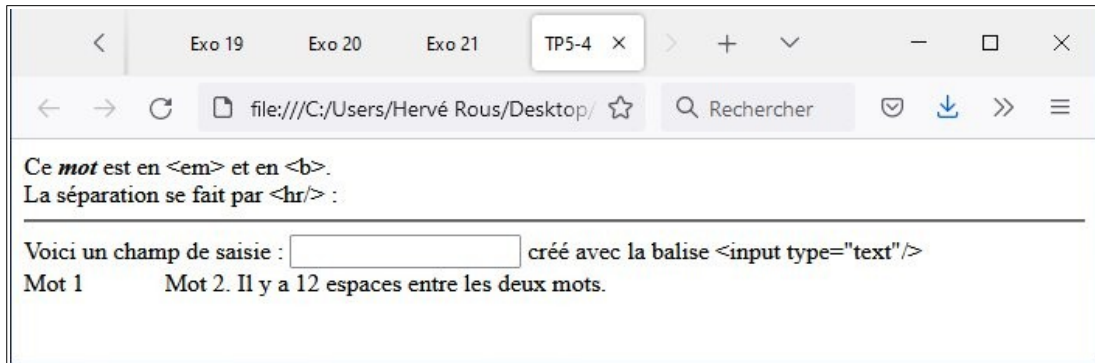 Exo 19 Exo 20 Exo 21 TP5-4
file:///C:/Users/Hervé Rous/Desktop/ Rechercher
Ce mot est en <em> et en <b>.
La séparation se fait par <hr/> :
Voici un champ de saisie : créé avec la balise <input type="text"/>
Mot 1 Mot 2. Il y a 12 espaces entre les deux mots.